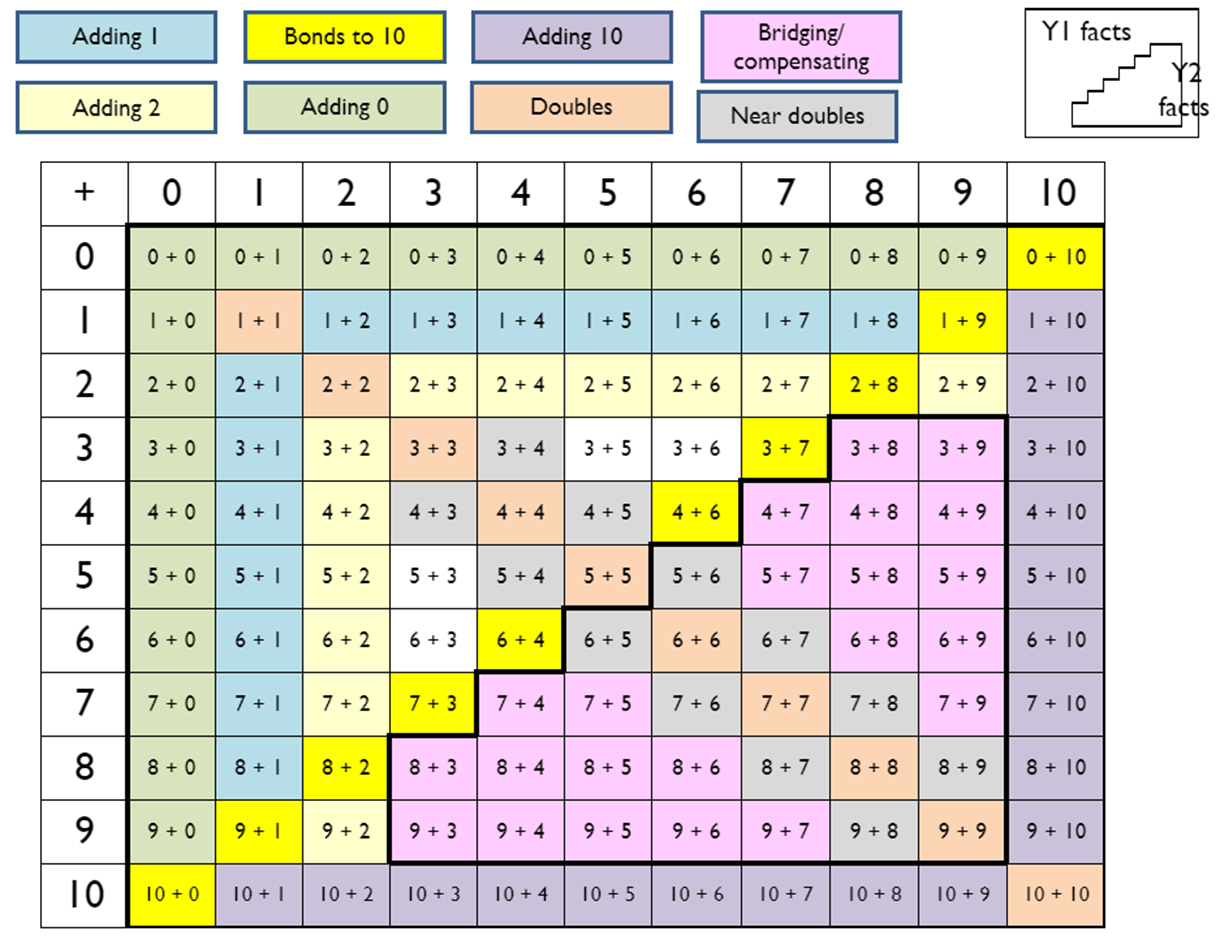 Adding 1 Bonds to 10 Adding 10 Bridging/
compensating
Adding 2 Adding 0 Doubles Near doubles
Y1 facts
Y2
facts
+ 0 1 2 3 4 5 6 7 8 9 10
0 0 + 0 0 + 1 0 + 2 0 + 3 0 + 4 0 + 5 0 + 6 0 + 7 0 + 8 0 + 9 0 + 10
1 1 + 0 1 + 1 1 + 2 1 + 3 1 + 4 1 + 5 1 + 6 1 + 7 1 + 8 1 + 9 1 + 10
2 2 + 0 2 + 1 2 + 2 2 + 3 2 + 4 2 + 5 2 + 6 2 + 7 2 + 8 2 + 9 2 + 10
3 3 + 0 3 + 1 3 + 2 3 + 3 3 + 4 3 + 5 3 + 6 3 + 7 3 + 8 3 + 9 3 + 10
4 4 + 0 4 + 1 4 + 2 4 + 3 4 + 4 4 + 5 4 + 6 4 + 7 4 + 8 4 + 9 4 + 10
5 5 + 0 5 + 1 5 + 2 5 + 3 5 + 4 5 + 5 5 + 6 5 + 7 5 + 8 5 + 9 5 + 10
6 6 + 0 6 + 1 6 + 2 6 + 3 6 + 4 6 + 5 6 + 6 6 + 7 6 + 8 6 + 9 6 + 10
7 7 + 0 7 + 1 7 + 2 7 + 3 7 + 4 7 + 5 7 + 6 7 + 7 7 + 8 7 + 9 7 + 10
8 8 + 0 8 + 1 8 + 2 8 + 3 8 + 4 8 + 5 8 + 6 8 + 7 8 + 8 8 + 9 8 + 10
9 9 + 0 9 + 1 9 + 2 9 + 3 9 + 4 9 + 5 9 + 6 9 + 7 9 + 8 9 + 9 9 + 10
10 10 + 0 10 + 1 10 + 2 10 + 3 10 + 4 10 + 5 10 + 6 10 + 7 10 + 8 10 + 9 10 + 10